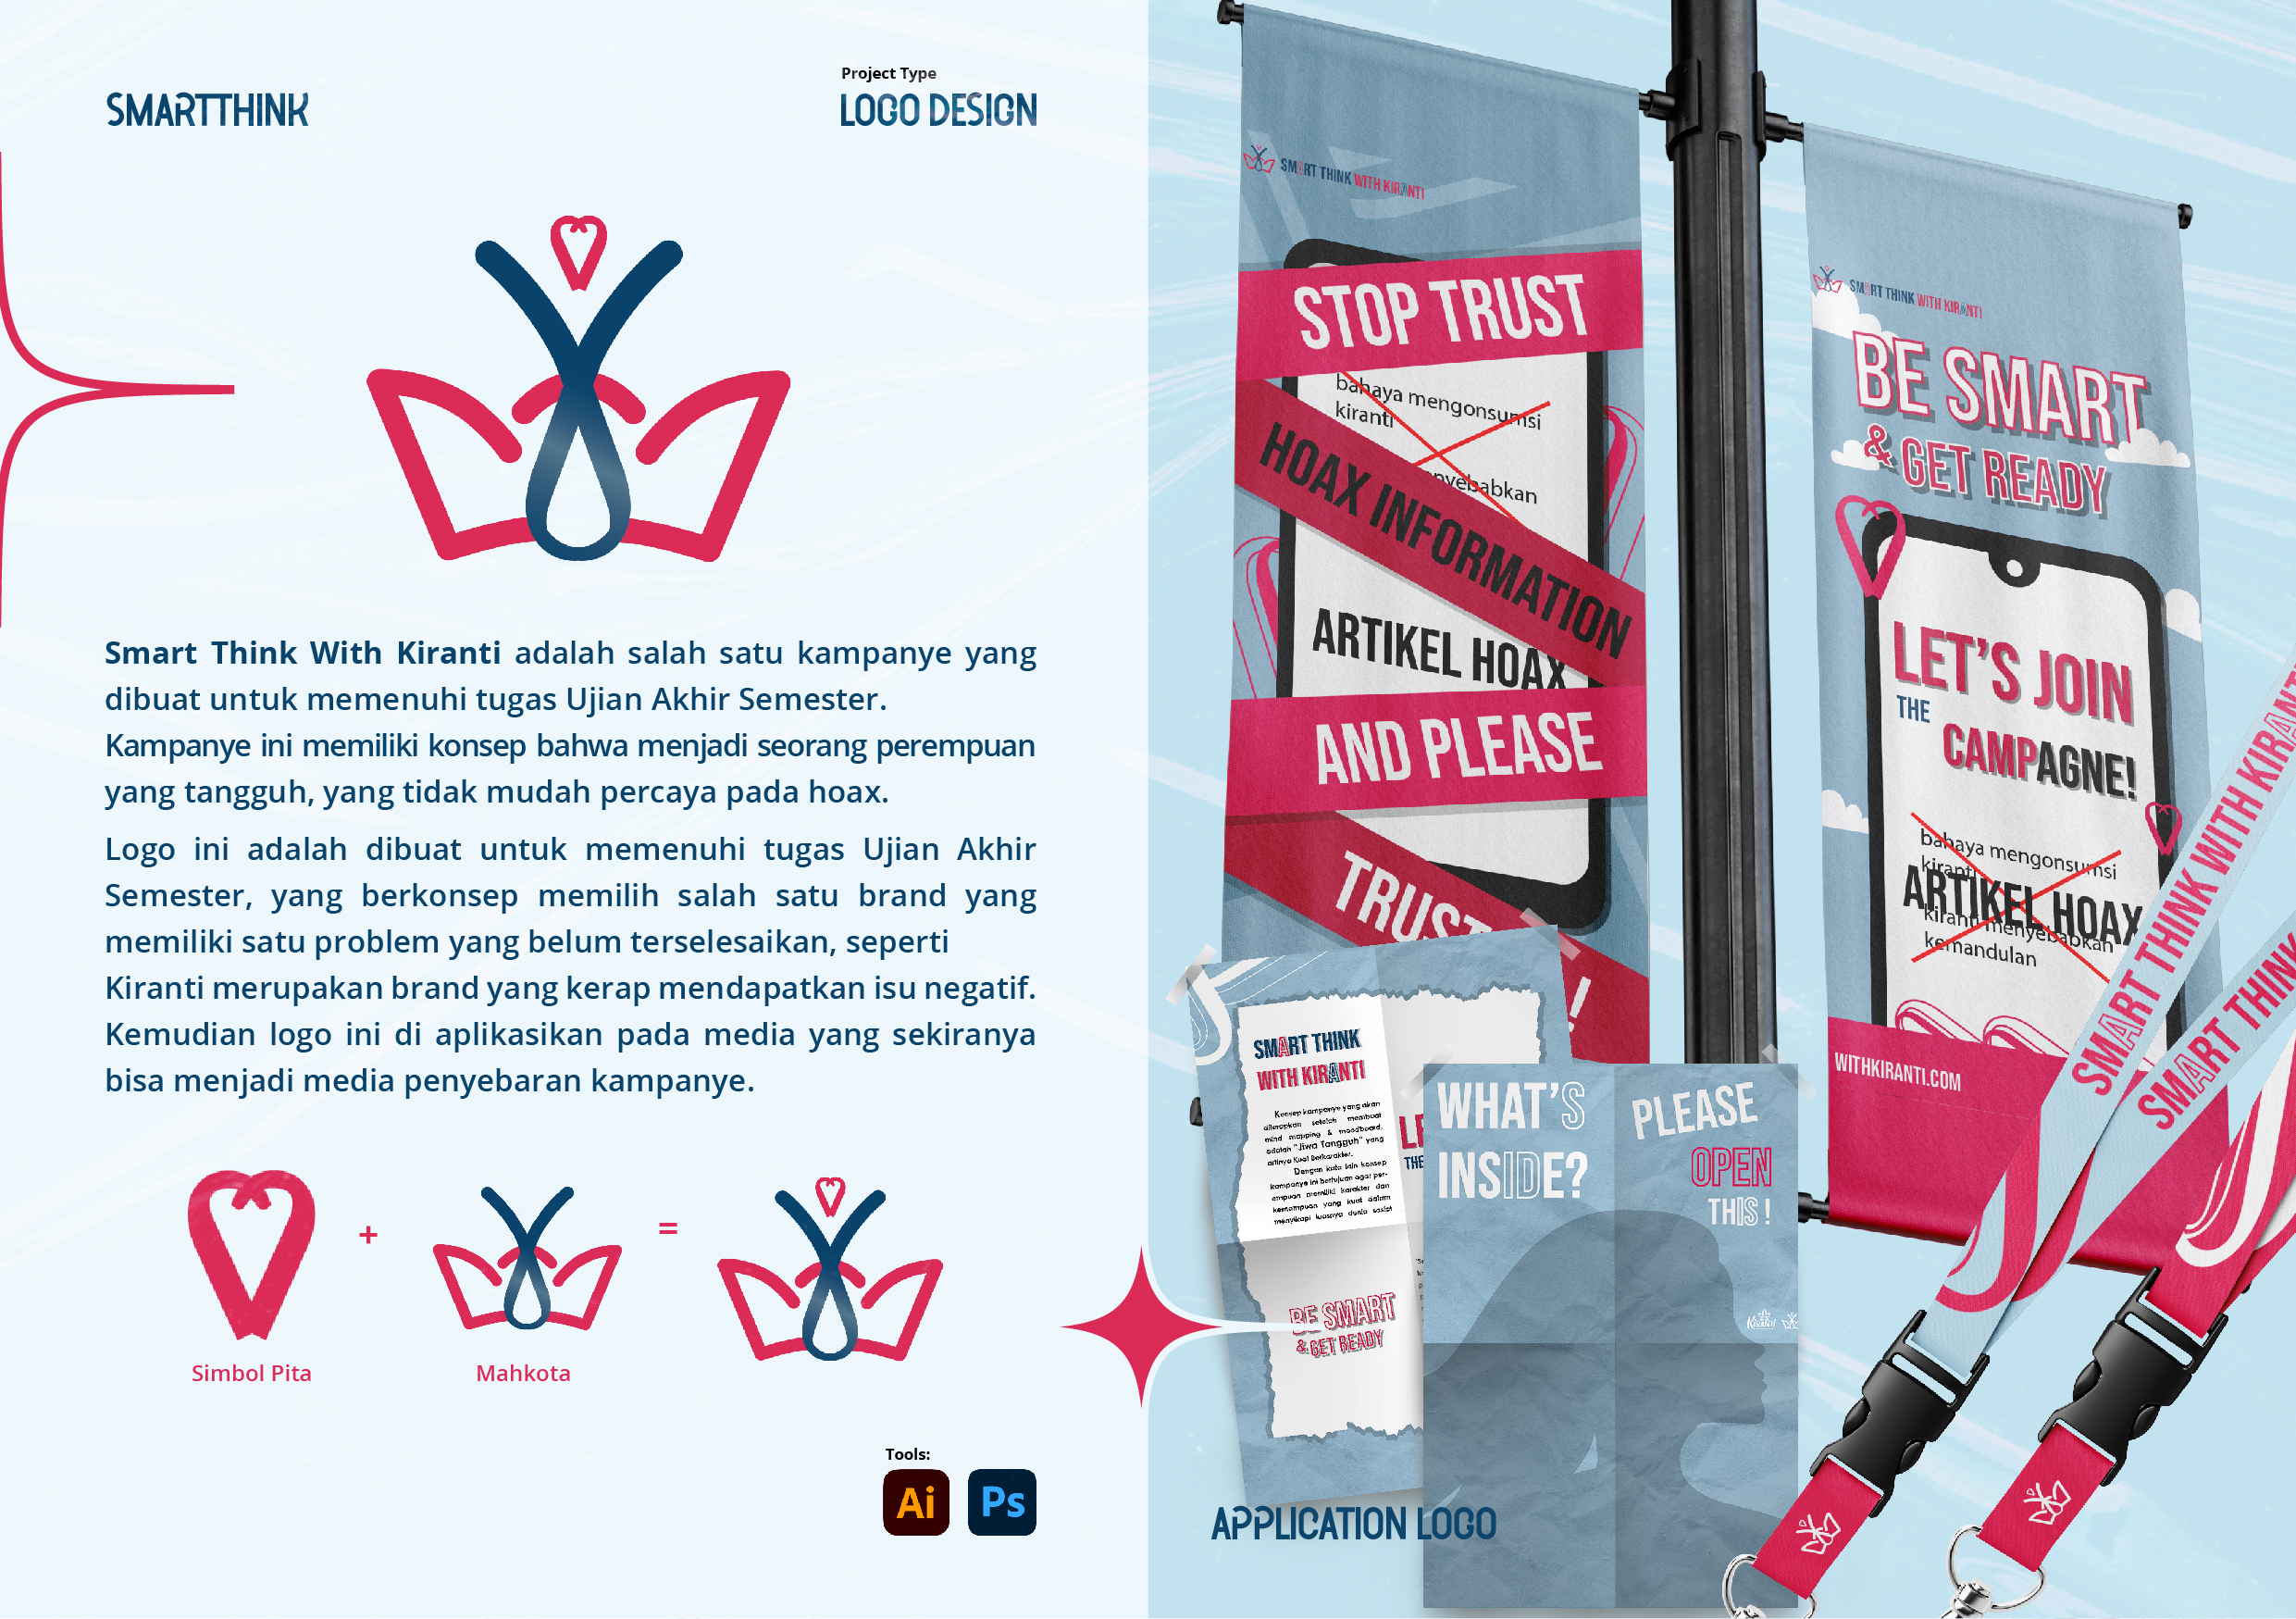 SMARTTHINK
Project Type
LOGO DESIGN
Smart Think With Kiranti adalah salah satu kampanye yang
dibuat untuk memenuhi tugas Ujian Akhir Semester.
Kampanye ini memiliki konsep bahwa menjadi seorang perempuan
yang tangguh, yang tidak mudah percaya pada hoax.
Logo ini adalah dibuat untuk memenuhi tugas Ujian Akhir
Semester, yang berkonsep memilih salah satu brand yang
memiliki satu problem yang belum terselesaikan, seperti
Kiranti merupakan brand yang kerap mendapatkan isu negatif.
Kemudian logo ini di aplikasikan pada media yang sekiranya
bisa menjadi media penyebaran kampanye.
+
=
Simbol Pita
Mahkota
Tools:
Ai
Ps
SMART THINK WITH KIRANTI
STOP TRUST
bahaya mengonsumsi
kiranti
HOAX INFORMATION
ARTIKEL HOAX
AND PLEASE
TRUST
!
SMART THINK WITH KIRANTI
BE SMART
& GET READY
LET'S JOIN
THE
CAMPAGNE!
bahaya mengonsumsi
kiranti
ARTIKEL HOAX
kiranti menyebabkan
kemandulan
WITHKIRANTI.COM
SMART THINK WITH KIRANTI
SMART THINK
SMART THINK
WITH KIRANTI
Konsep kampanye yang akan
diterapkan setelah membuat
mind mapping & moodboard,
adalah "Jiwa Tangguh" yang
artinya Kuat Berkarakter.
Dengan kata lain konsep
kampanye ini bertujuan agar per-
empuan memiliki karakter dan
kemampuan yang kuat dalam
menyikapi luasnya dunia sosial
THE
BE SMART
& GET READY
WHAT'S
INSIDE?
PLEASE
OPEN
THIS !
Kiranti
APPLICATION LOGO